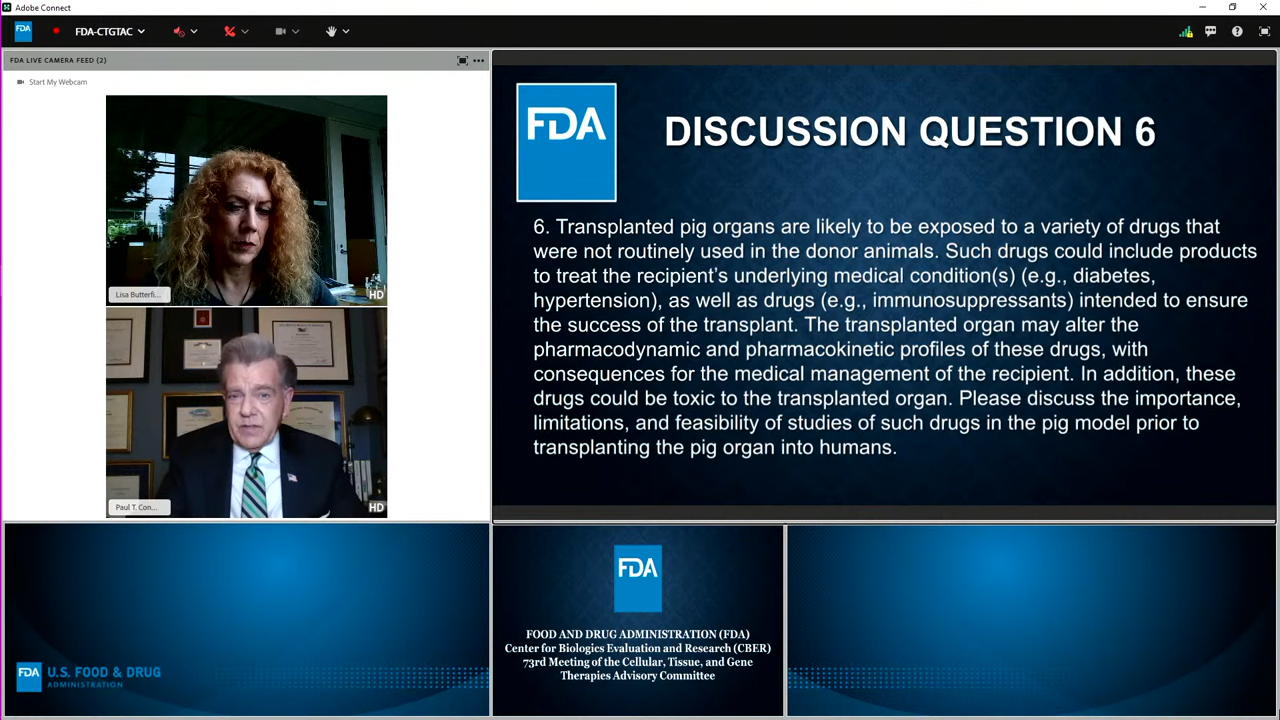 Adobe Connect
FDA
FDA-CTGTAC
FDA LIVE CAMERA FEED (2)
Start My Webcam
Lisa Butterfi...
HD
Paul T. Con...
HD
FDA
DISCUSSION QUESTION 6
6. Transplanted pig organs are likely to be exposed to a variety of drugs that
were not routinely used in the donor animals. Such drugs could include products
to treat the recipient's underlying medical condition(s) (e.g., diabetes,
hypertension), as well as drugs (e.g., immunosuppressants) intended to ensure
the success of the transplant. The transplanted organ may alter the
pharmacodynamic and pharmacokinetic profiles of these drugs, with
consequences for the medical management of the recipient. In addition, these
drugs could be toxic to the transplanted organ. Please discuss the importance,
limitations, and feasibility of studies of such drugs in the pig model prior to
transplanting the pig organ into humans.
FDA
U.S. FOOD & DRUG
ADMINISTRATION
FDA
FOOD AND DRUG ADMINISTRATION (FDA)
Center for Biologics Evaluation and Research (CBER)
73rd Meeting of the Cellular, Tissue, and Gene
Therapies Advisory Committee